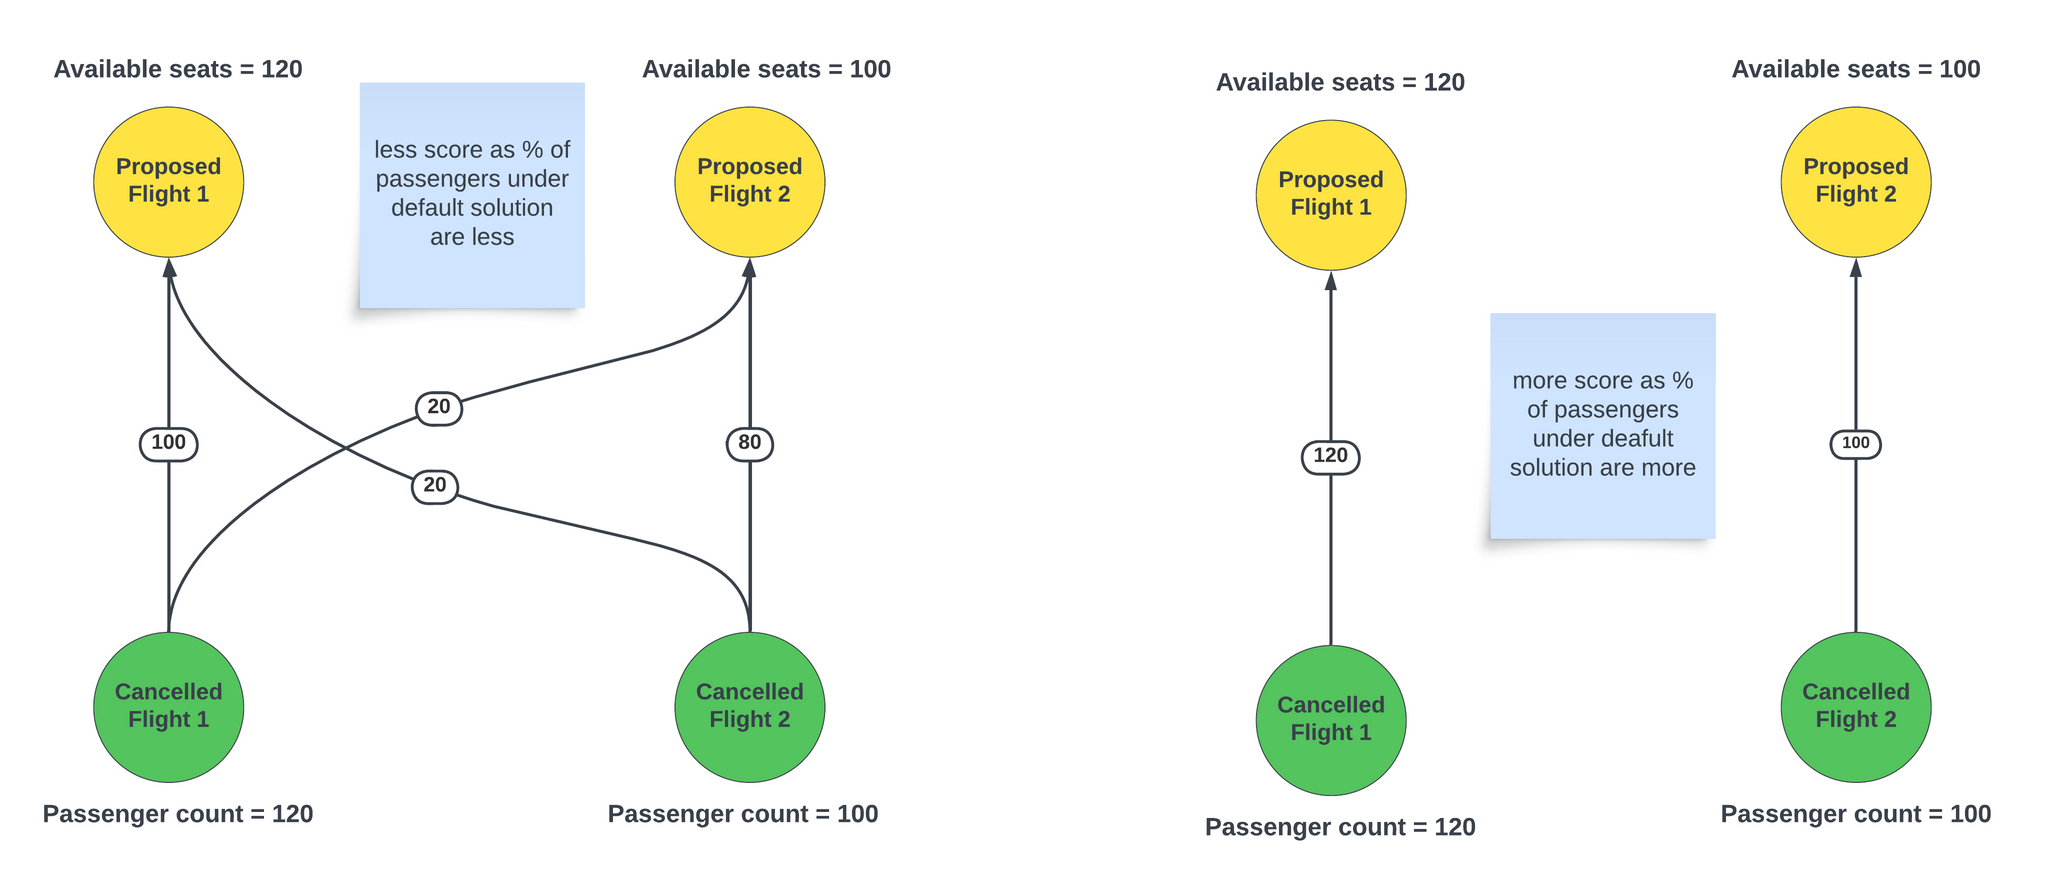 Available seats = 120
Proposed
Flight 1
less score as % of
passengers under
default solution
are less
Available seats = 100
Proposed
Flight 2
100
20
20
80
Cancelled
Flight 1
Passenger count = 120
Cancelled
Flight 2
Passenger count = 100
Available seats = 120
Proposed
Flight 1
Available seats = 100
Proposed
Flight 2
more score as %
of passengers
under deafult
solution are more
120
100
Cancelled
Flight 1
Passenger count = 120
Cancelled
Flight 2
Passenger count = 100